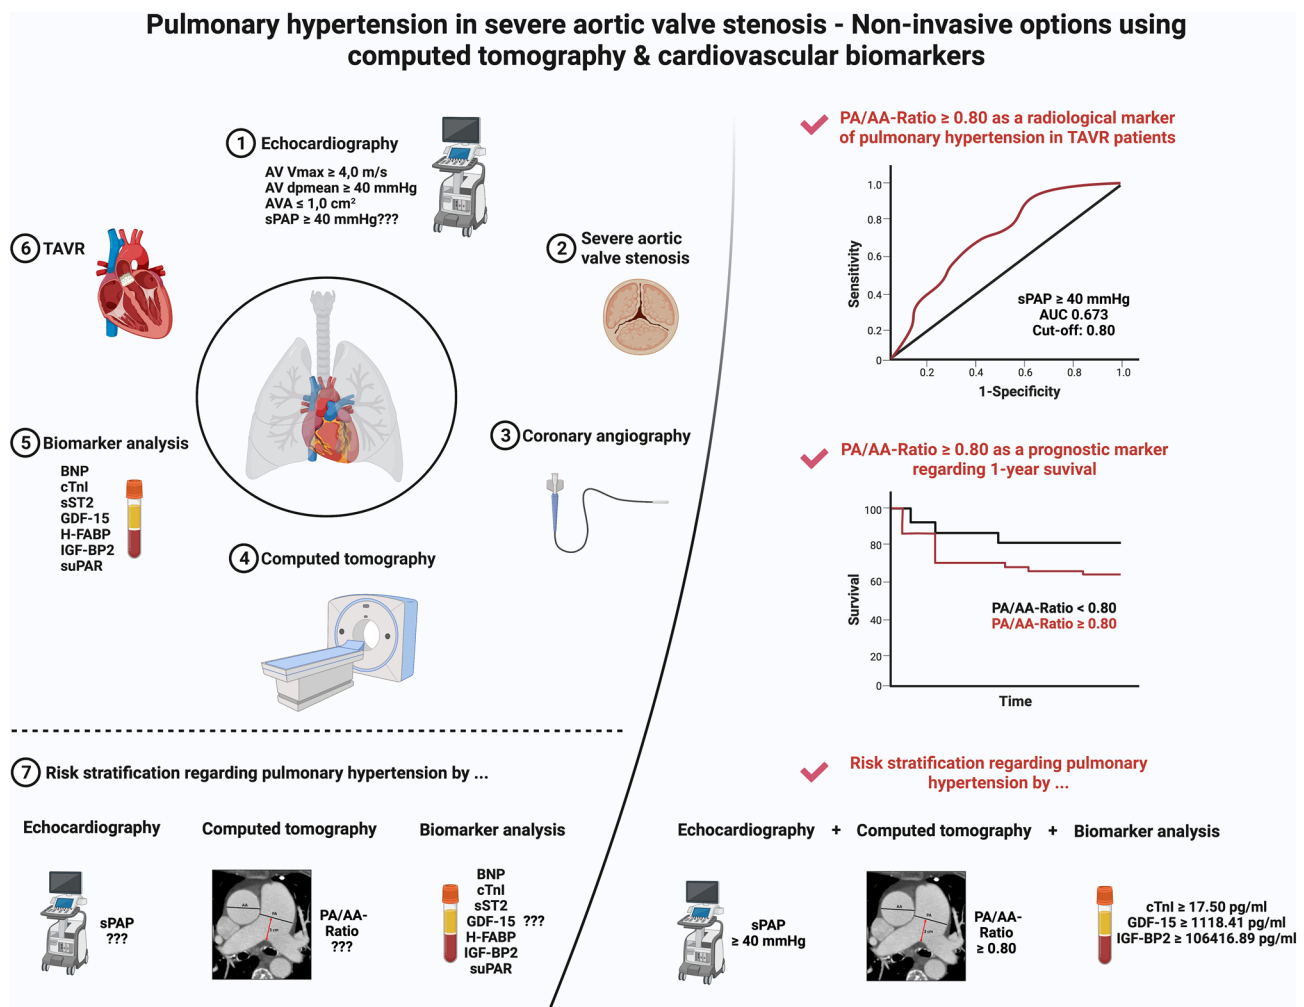 Pulmonary hypertension in severe aortic valve stenosis - Non-invasive options using
computed tomography & cardiovascular biomarkers
1 Echocardiography
AV Vmax ≥ 4,0 m/s
AV dpmean ≥ 40 mmHg
AVA ≤ 1,0 cm²
sPAP ≥ 40 mmHg???
2 Severe aortic
valve stenosis
3 Coronary angiography
4 Computed tomography
5 Biomarker analysis
BNP
cTnI
sST2
GDF-15
H-FABP
IGF-BP2
suPAR
6 TAVR
7 Risk stratification regarding pulmonary hypertension by ...
Echocardiography
sPAP
???
Computed tomography
AA
PA
3 cm
PA/AA-
Ratio
???
Biomarker analysis
BNP
cTnI
sST2
GDF-15 ???
H-FABP
IGF-BP2
suPAR
PA/AA-Ratio ≥ 0.80 as a radiological marker
of pulmonary hypertension in TAVR patients
Sensitivity
1.0
0.8
0.6
0.4
0.2
0
sPAP ≥ 40 mmHg
AUC 0.673
Cut-off: 0.80
0.2 0.4 0.6 0.8 1.0
1-Specificity
PA/AA-Ratio ≥ 0.80 as a prognostic marker
regarding 1-year suvival
Survival
100
80
60
40
20
0
PA/AA-Ratio < 0.80
PA/AA-Ratio ≥ 0.80
Time
Risk stratification regarding pulmonary
hypertension by ...
Echocardiography + Computed tomography + Biomarker analysis
sPAP
≥ 40 mmHg
AA
PA
3 cm
PA/AA-
Ratio
≥ 0.80
cTnI ≥ 17.50 pg/ml
GDF-15 ≥ 1118.41 pg/ml
IGF-BP2 ≥ 106416.89 pg/ml